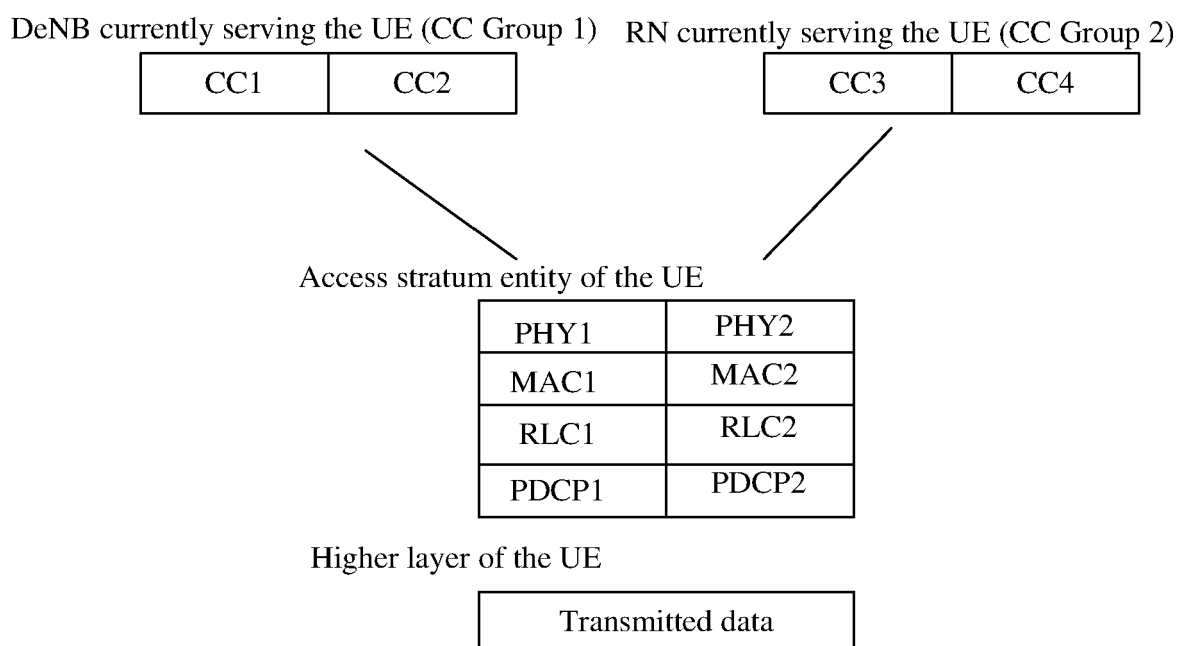 DeNB currently serving the UE (CC Group 1) RN currently serving the UE (CC Group 2)
CC1 CC2 CC3 CC4
Access stratum entity of the UE
PHY1 PHY2
MAC1 MAC2
RLC1 RLC2
PDCP1 PDCP2
Higher layer of the UE
Transmitted data